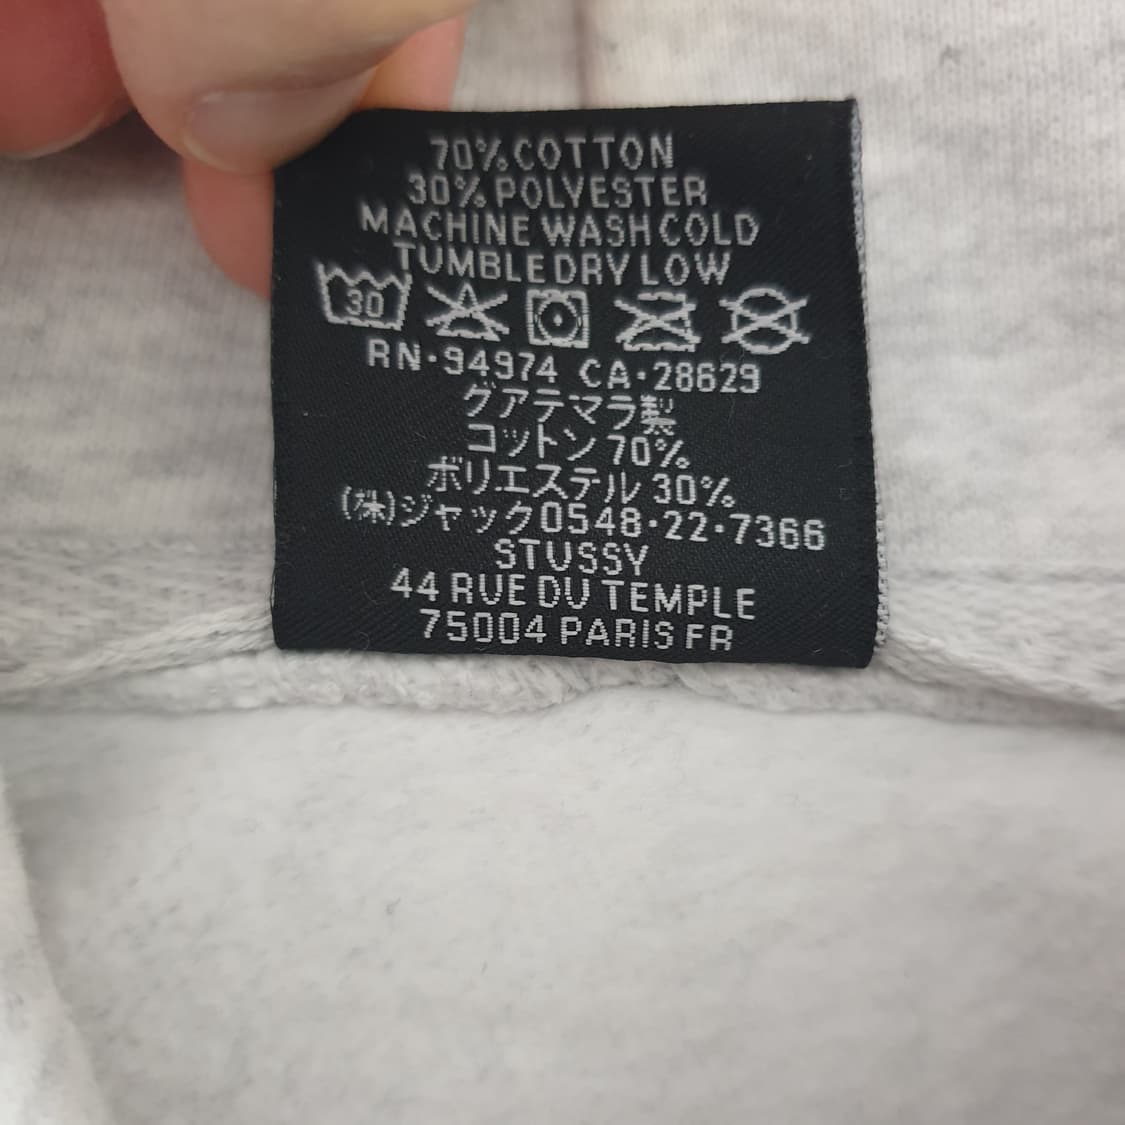 70% COTTON
30% POLYESTER
MACHINE WASH COLD
TUMBLE DRY LOW
30
RN·94974 CA·28629
グアテマラ製
コットン 70%
ポリエステル 30%
(株)ジャック0548·22·7366
STUSSY
44 RUE DU TEMPLE
75004 PARIS FR